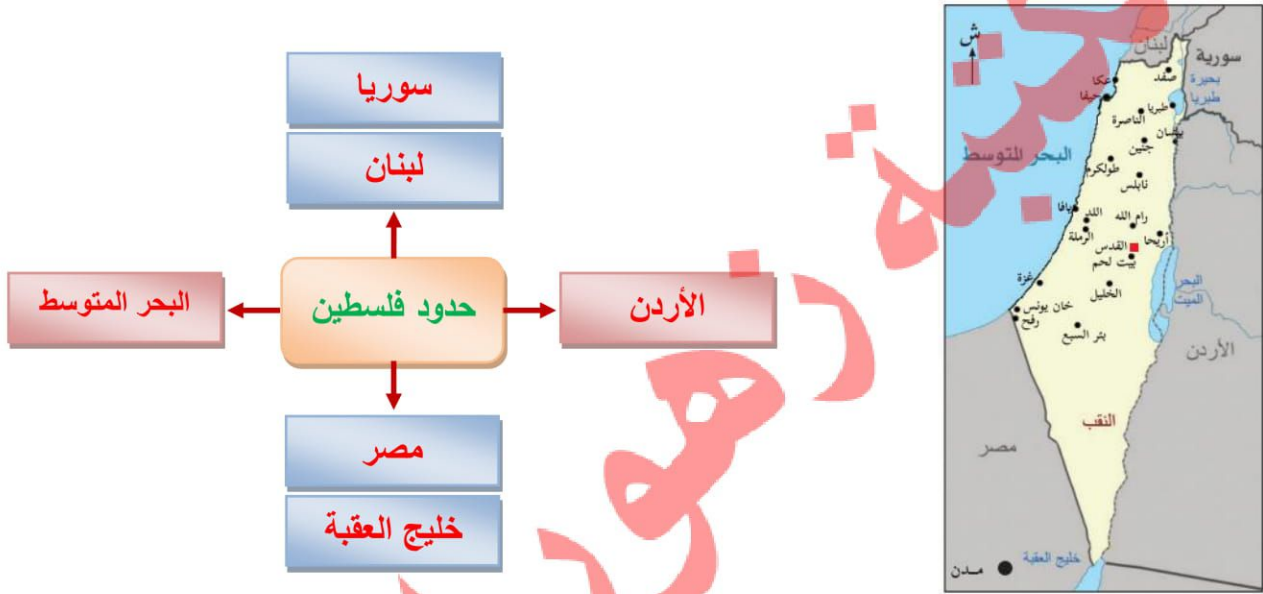 سوريا
لبنان
البحر المتوسط
حدود فلسطين
الأردن
مصر
خليج العقبة
ش
لبنان
سورية
بحيرة
طبريا
صفد
عكا
حيفا
طبريا
الناصرة
بيسان
جنين
البحر المتوسط
طولكرم
نابلس
يافا
اللد
رام الله
الرملة
أريحا
القدس
بيت لحم
غزة
الخليل
البحر
الميت
خان يونس
رفح
بئر السبع
الأردن
النقب
مصر
خليج العقبة
مدن